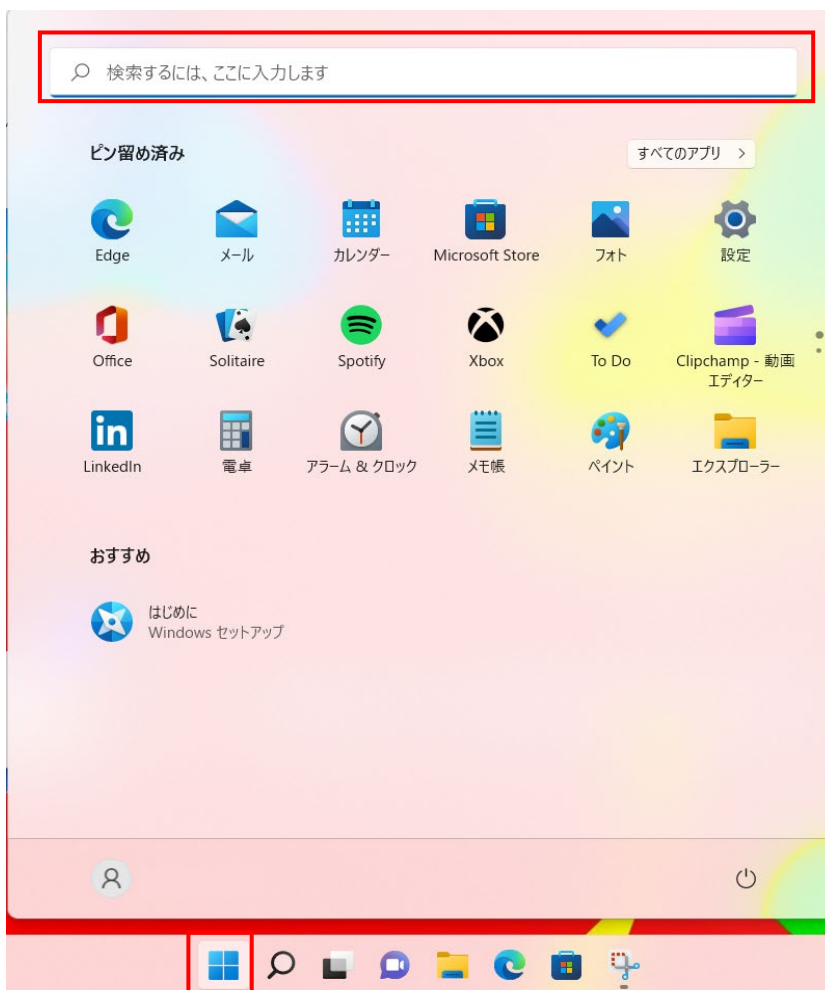 検索するには、ここに入力します
ピン留め済み
すべてのアプリ >
Edge
メール
カレンダー
Microsoft Store
フォト
設定
Office
Solitaire
Spotify
Xbox
To Do
Clipchamp - 動画
エディター
in
LinkedIn
電卓
アラーム & クロック
メモ帳
ペイント
エクスプローラー
おすすめ
はじめに
Windows セットアップ